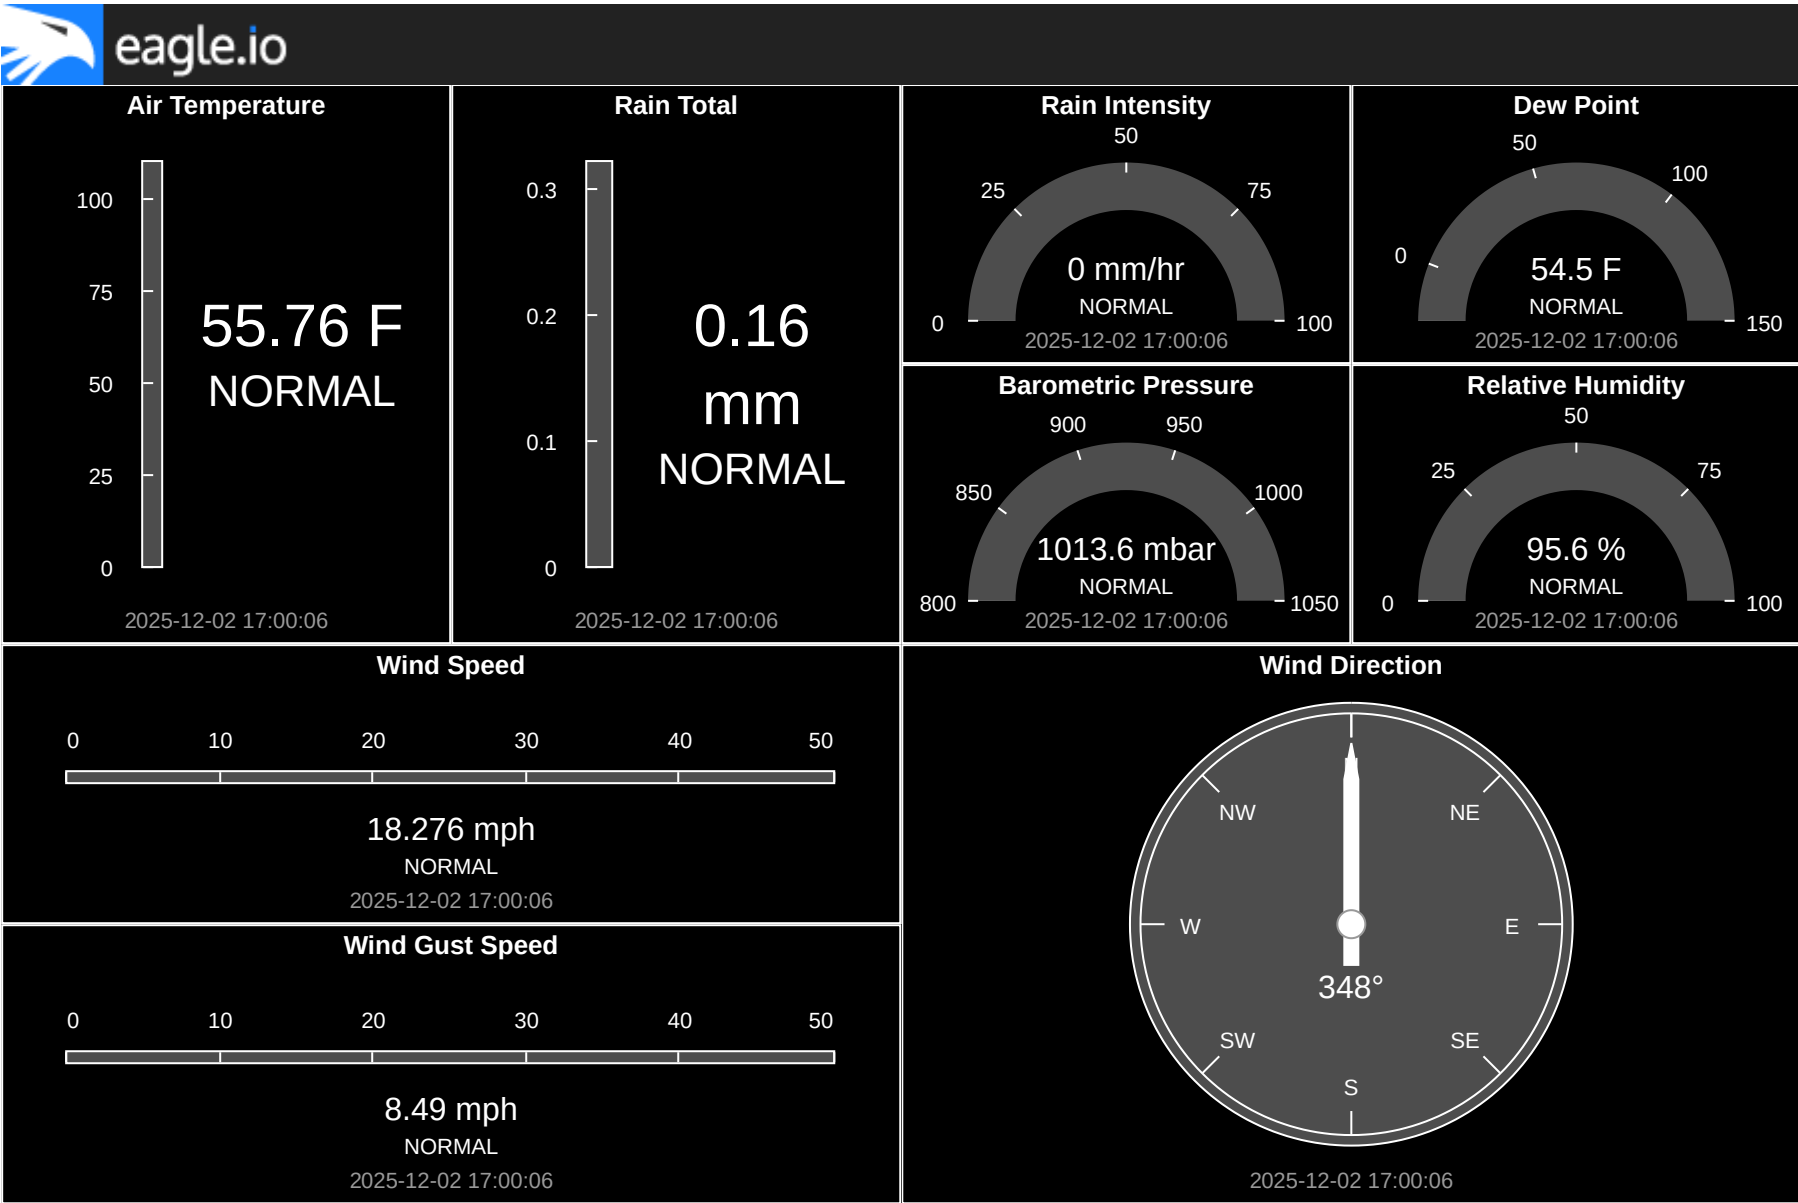 eagle.io
Air Temperature
100
75
50
25
0
55.76 F
NORMAL
2025-12-02 17:00:06
Rain Total
0.3
0.2
0.1
0
0.16
mm
NORMAL
2025-12-02 17:00:06
Rain Intensity
0
25
50
75
100
0 mm/hr
NORMAL
2025-12-02 17:00:06
Dew Point
0
50
100
150
54.5 F
NORMAL
2025-12-02 17:00:06
Barometric Pressure
800
850
900
950
1000
1050
1013.6 mbar
NORMAL
2025-12-02 17:00:06
Relative Humidity
0
25
50
75
100
95.6 %
NORMAL
2025-12-02 17:00:06
Wind Speed
0 10 20 30 40 50
18.276 mph
NORMAL
2025-12-02 17:00:06
Wind Gust Speed
0 10 20 30 40 50
8.49 mph
NORMAL
2025-12-02 17:00:06
Wind Direction
NW NE
W E
348°
SW SE
S
2025-12-02 17:00:06